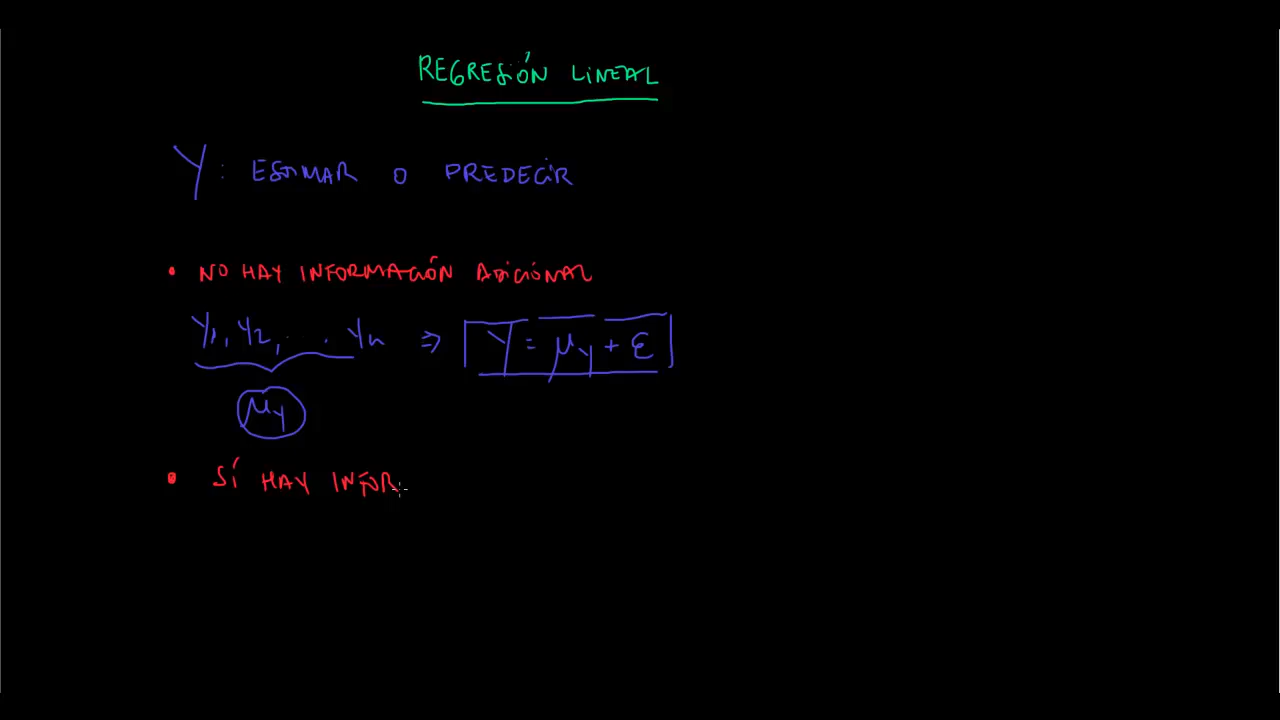 REGRESIÓN LINEAL
Y: ESTIMAR O PREDECIR
• NO HAY INFORMACIÓN ADICIONAL
Y1, Y2, .... Yn ⇒ Y = μY + ε
μY
• SÍ HAY INFOR